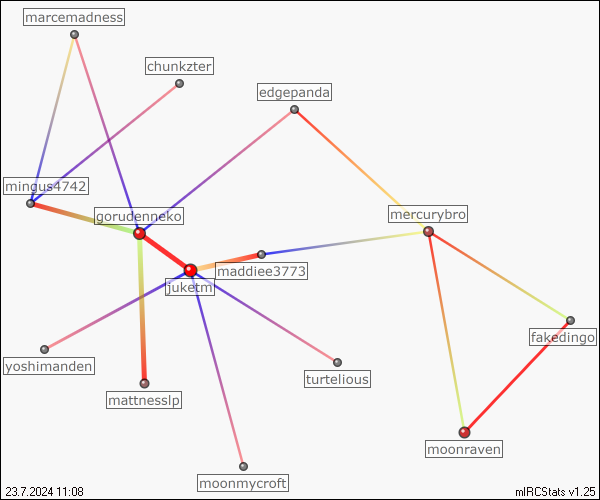 marcemadness
chunkzter
edgepanda
mingus4742
gorudenneko
mercurybro
maddiee3773
juketm
fakedingo
yoshimanden
turtelious
mattnesslp
moonraven
moonmycroft
23.7.2024 11:08
mIRCStats v1.25